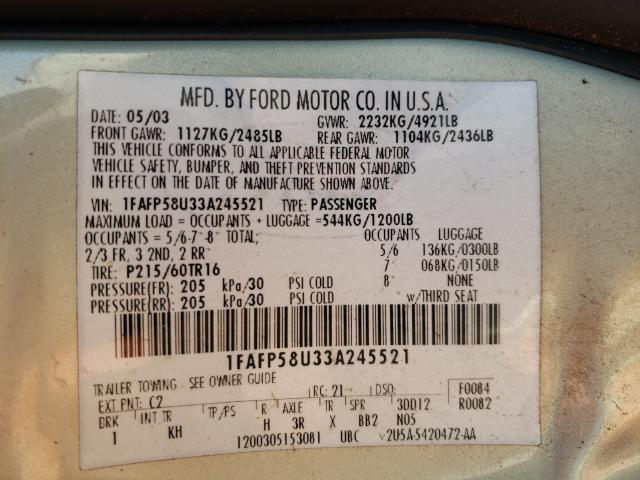 MFD. BY FORD MOTOR CO. IN U.S.A.
DATE: 05/03 GVWR: 2232KG/4921LB
FRONT GAWR: 1127KG/2485LB REAR GAWR: 1104KG/2436LB
THIS VEHICLE CONFORMS TO ALL APPLICABLE FEDERAL MOTOR
VEHICLE SAFETY, BUMPER, AND THEFT PREVENTION STANDARDS
IN EFFECT ON THE DATE OF MANUFACTURE SHOWN ABOVE.
VIN: 1FAFP58U33A245521 TYPE: PASSENGER
MAXIMUM LOAD = OCCUPANTS + LUGGAGE =544KG/1200LB
OCCUPANTS = 5/6-7-8* TOTAL; OCCUPANTS LUGGAGE
2/3 FR, 3 2ND, 2 RR* 5/6 136KG/0300LB
TIRE: P215/60TR16 7 068KG/0150LB
PRESSURE(FR): 205 kPa/30 PSI COLD 8 NONE
PRESSURE(RR): 205 kPa/30 PSI COLD w/THIRD SEAT
1FAFP58U33A245521
TRAILER TOWING - SEE OWNER GUIDE
EXT PNT: C2 RC: 21 DSO: F0084
BRK INT TR TP/PS R AXLE TR SPR 3DD12 R0082
1 KH H 3R X BB2 N05
120030515308 UBC V2U5A-5420472-AA